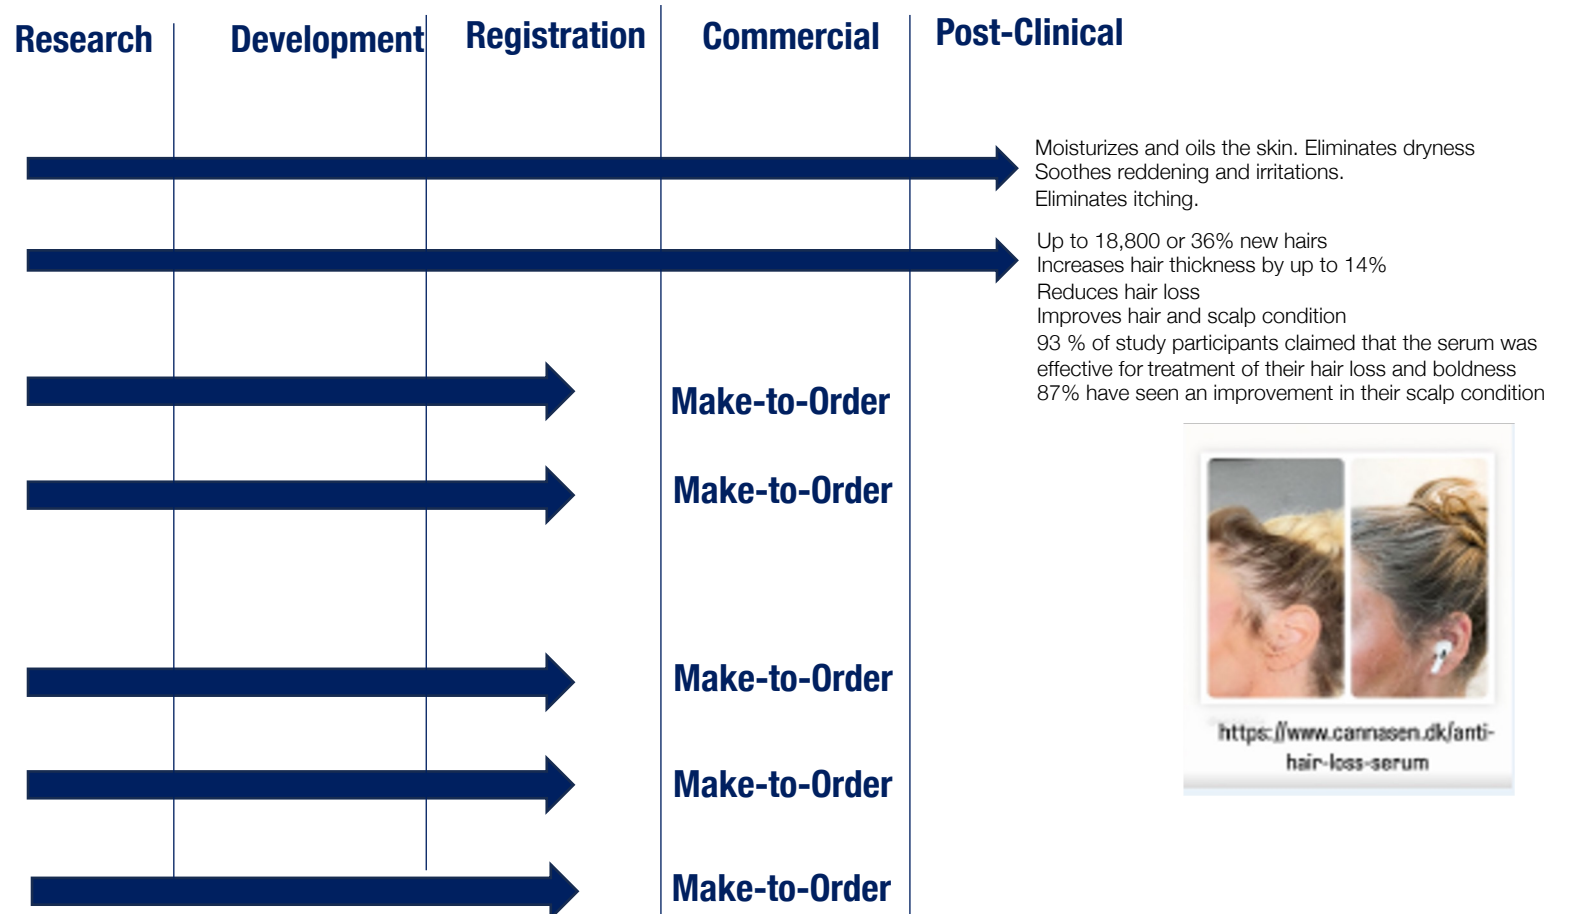 Research
Development
Registration
Commercial
Post-Clinical
Moisturizes and oils the skin. Eliminates dryness
Soothes reddening and irritations.
Eliminates itching.
Up to 18,800 or 36% new hairs
Increases hair thickness by up to 14%
Reduces hair loss
Improves hair and scalp condition
93 % of study participants claimed that the serum was
effective for treatment of their hair loss and boldness
87% have seen an improvement in their scalp condition
Make-to-Order
Make-to-Order
Make-to-Order
Make-to-Order
Make-to-Order
https://www.cannasen.dk/anti-
hair-loss-serum